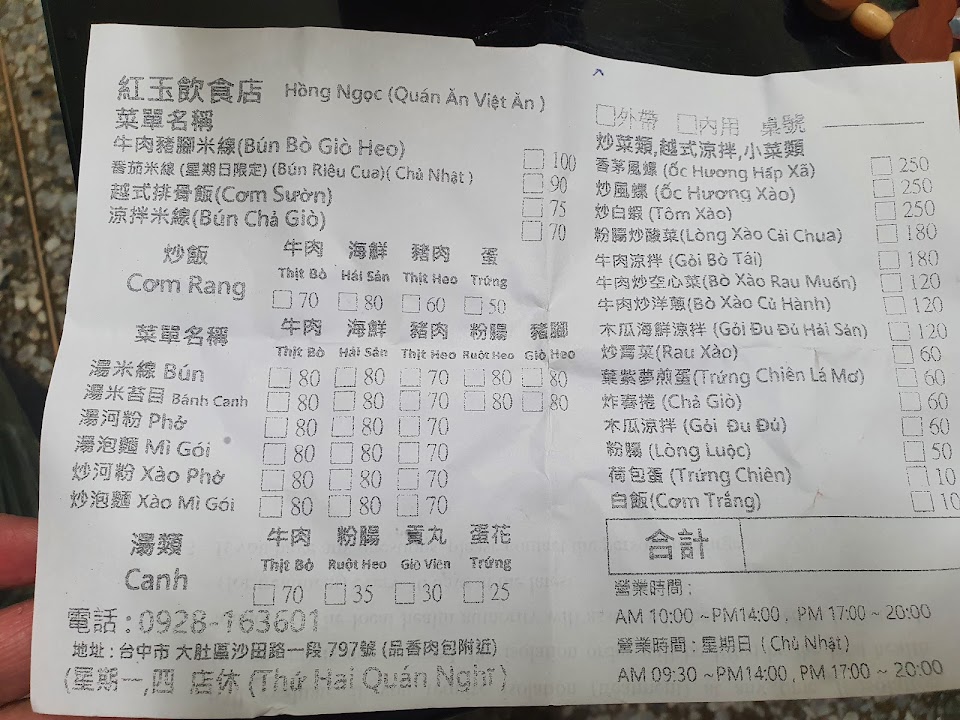 紅玉飲食店 Hồng Ngọc (Quán Ăn Việt Ăn )
菜單名稱
牛肉豬腳米線(Bún Bò Giò Heo) □ 100
番茄米線 (星期日限定) (Bún Riêu Cua)( Chủ Nhật ) □ 90
越式排骨飯(Cơm Sườn) □ 75
涼拌米線(Bún Chả Giò) □ 70
炒飯 牛肉 海鮮 豬肉 蛋
Cơm Rang Thịt Bò Hải Sản Thịt Heo Trứng
□ 70 □ 80 □ 60 □ 50
菜單名稱 牛肉 海鮮 豬肉 粉腸 豬腳
Thịt Bò Hải Sản Thịt Heo Ruột Heo Giò Heo
湯米線 Bún □ 80 □ 80 □ 70 □ 80 □ 80
湯米苔目 Bánh Canh □ 80 □ 80 □ 70 □ 80 □ 80
湯河粉 Phở □ 80 □ 80 □ 70
湯泡麵 Mì Gói □ 80 □ 80 □ 70
炒河粉 Xào Phở □ 80 □ 80 □ 70
炒泡麵 Xào Mì Gói □ 80 □ 80 □ 70
湯類 牛肉 粉腸 貢丸 蛋花
Canh Thịt Bò Ruột Heo Giò Viên Trứng
□ 70 □ 35 □ 30 □ 25
電話 : 0928-163601
地址 : 台中市 大肚區沙田路一段 797號 (品香肉包附近)
(星期一,四 店休 (Thứ Hai Quán Nghĩ )
□外帶 □內用 桌號
炒菜類,越式涼拌,小菜類
香茅風螺 (Ốc Hương Hấp Xã) □ 250
炒風螺 (Ốc Hương Xào) □ 250
炒白蝦 (Tôm Xào) □ 250
粉腸炒酸菜(Lòng Xào Cải Chua) □ 180
牛肉涼拌 (Gỏi Bò Tái) □ 180
牛肉炒空心菜(Bò Xào Rau Muốn) □ 120
牛肉炒洋蔥(Bò Xào Củ Hành) □ 120
木瓜海鮮涼拌 (Gỏi Đu Đủ Hải Sản) □ 120
炒菁菜(Rau Xào) □ 60
葉紫夢煎蛋(Trứng Chiên Lá Mơ) □ 60
炸春捲 (Chả Giò) □ 60
木瓜涼拌 (Gỏi Đu Đủ) □ 60
粉腸 (Lòng Luộc) □ 50
荷包蛋 (Trứng Chiên) □ 10
白飯(Cơm Trắng) □ 10
合計
營業時間 :
AM 10:00 ~PM14:00 , PM 17:00 ~ 20:00
營業時間 : 星期日 ( Chủ Nhật)
AM 09:30 ~PM14:00 , PM 17:00 ~ 20:00